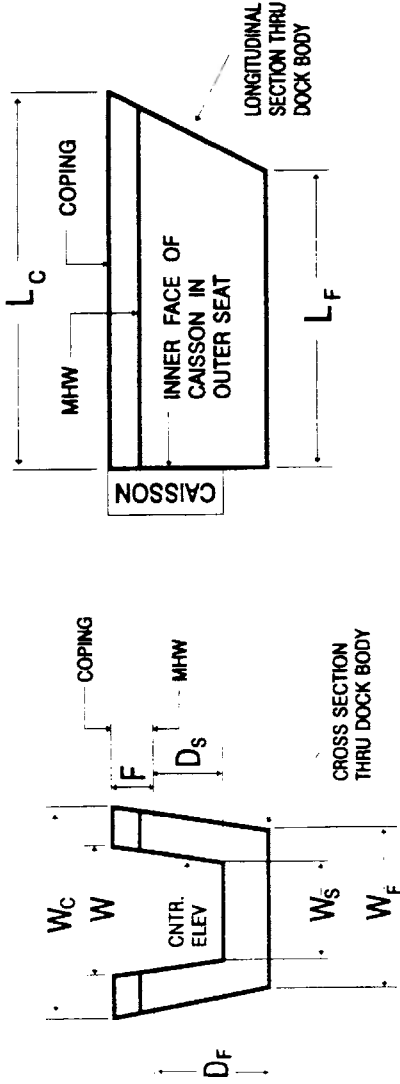 W_C
W
COPING
F
D_S
MHW
CNTR.
ELEV
D_F
W_S
W_F
CROSS SECTION
THRU DOCK BODY
L_C
MHW
COPING
CAISSON
INNER FACE OF
CAISSON IN
OUTER SEAT
L_F
LONGITUDINAL
SECTION THRU
DOCK BODY